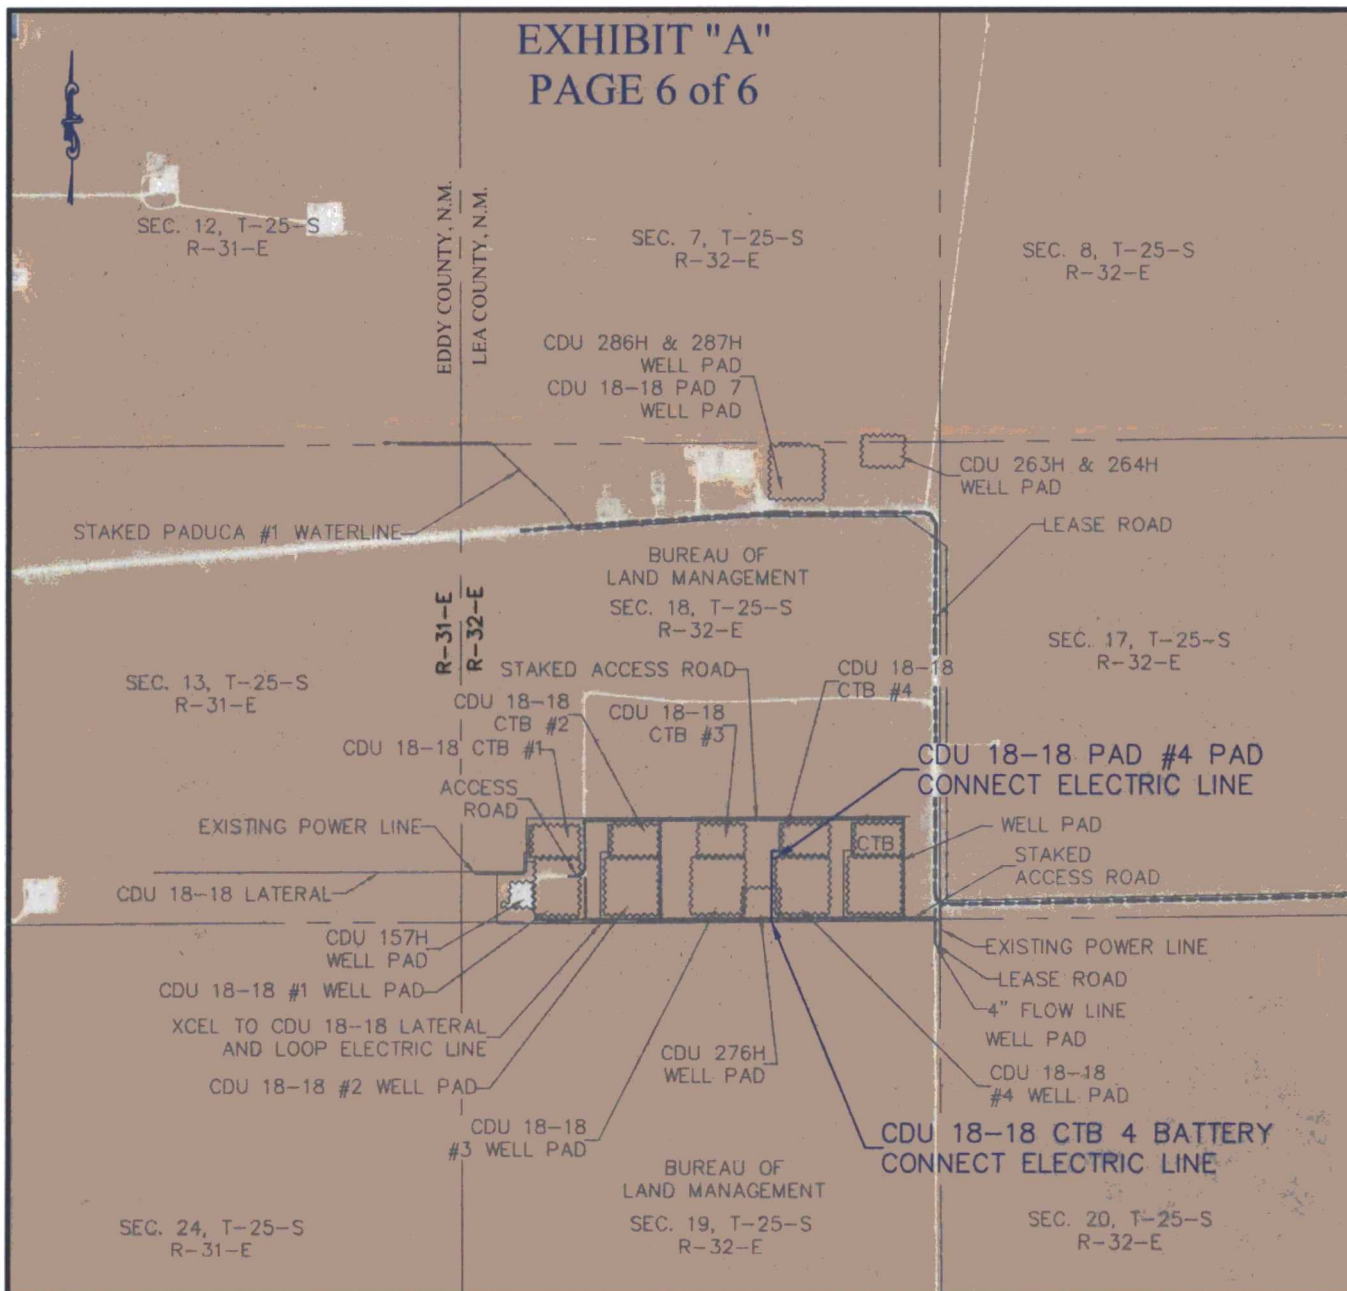 EXHIBIT "A"
PAGE 6 of 6
SEC. 12, T-25-S
R-31-E
EDDY COUNTY, N.M.
LEA COUNTY, N.M.
SEC. 7, T-25-S
R-32-E
SEC. 8, T-25-S
R-32-E
CDU 286H & 287H
WELL PAD
CDU 18-18 PAD 7
WELL PAD
CDU 263H & 264H
WELL PAD
STAKED PADUCA #1 WATERLINE
LEASE ROAD
BUREAU OF
LAND MANAGEMENT
SEC. 18, T-25-S
R-32-E
R-31-E
R-32-E
SEC. 17, T-25-S
R-32-E
SEC. 13, T-25-S
R-31-E
STAKED ACCESS ROAD
CDU 18-18
CTB #4
CDU 18-18
CTB #2
CDU 18-18
CTB #3
CDU 18-18 CTB #1
CDU 18-18 PAD #4 PAD
CONNECT ELECTRIC LINE
ACCESS
ROAD
EXISTING POWER LINE
WELL PAD
CTB
STAKED
ACCESS ROAD
CDU 18-18 LATERAL
CDU 157H
WELL PAD
EXISTING POWER LINE
LEASE ROAD
CDU 18-18 #1 WELL PAD
4" FLOW LINE
XCEL TO CDU 18-18 LATERAL
AND LOOP ELECTRIC LINE
WELL PAD
CDU 276H
WELL PAD
CDU 18-18 #2 WELL PAD
CDU 18-18
#4 WELL PAD
CDU 18-18
#3 WELL PAD
CDU 18-18 CTB 4 BATTERY
CONNECT ELECTRIC LINE
BUREAU OF
LAND MANAGEMENT
SEC. 24, T-25-S
R-31-E
SEC. 19, T-25-S
R-32-E
SEC. 20, T-25-S
R-32-E